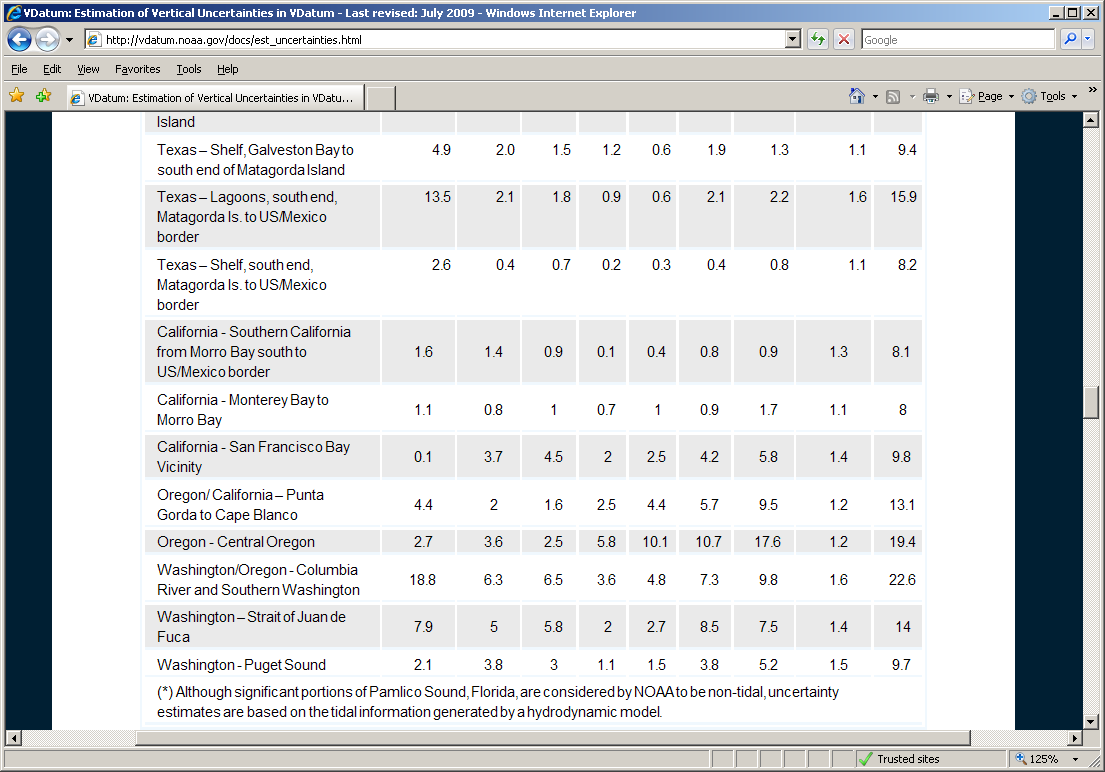 VDatum: Estimation of Vertical Uncertainties in VDatum - Last revised: July 2009 - Windows Internet Explorer
http://vdatum.noaa.gov/docs/est_uncertainties.html
Google
File Edit View Favorites Tools Help
VDatum: Estimation of Vertical Uncertainties in VDatu...
Page Tools »
Island
Texas – Shelf, Galveston Bay to 4.9 2.0 1.5 1.2 0.6 1.9 1.3 1.1 9.4
south end of Matagorda Island
Texas – Lagoons, south end, 13.5 2.1 1.8 0.9 0.6 2.1 2.2 1.6 15.9
Matagorda Is. to US/Mexico
border
Texas – Shelf, south end, 2.6 0.4 0.7 0.2 0.3 0.4 0.8 1.1 8.2
Matagorda Is. to US/Mexico
border
California - Southern California
from Morro Bay south to 1.6 1.4 0.9 0.1 0.4 0.8 0.9 1.3 8.1
US/Mexico border
California - Monterey Bay to
Morro Bay 1.1 0.8 1 0.7 1 0.9 1.7 1.1 8
California - San Francisco Bay
Vicinity 0.1 3.7 4.5 2 2.5 4.2 5.8 1.4 9.8
Oregon/ California – Punta
Gorda to Cape Blanco 4.4 2 1.6 2.5 4.4 5.7 9.5 1.2 13.1
Oregon - Central Oregon 2.7 3.6 2.5 5.8 10.1 10.7 17.6 1.2 19.4
Washington/Oregon - Columbia
River and Southern Washington 18.8 6.3 6.5 3.6 4.8 7.3 9.8 1.6 22.6
Washington – Strait of Juan de
Fuca 7.9 5 5.8 2 2.7 8.5 7.5 1.4 14
Washington - Puget Sound 2.1 3.8 3 1.1 1.5 3.8 5.2 1.5 9.7
(*) Although significant portions of Pamlico Sound, Florida, are considered by NOAA to be non-tidal, uncertainty
estimates are based on the tidal information generated by a hydrodynamic model.
Trusted sites 125%